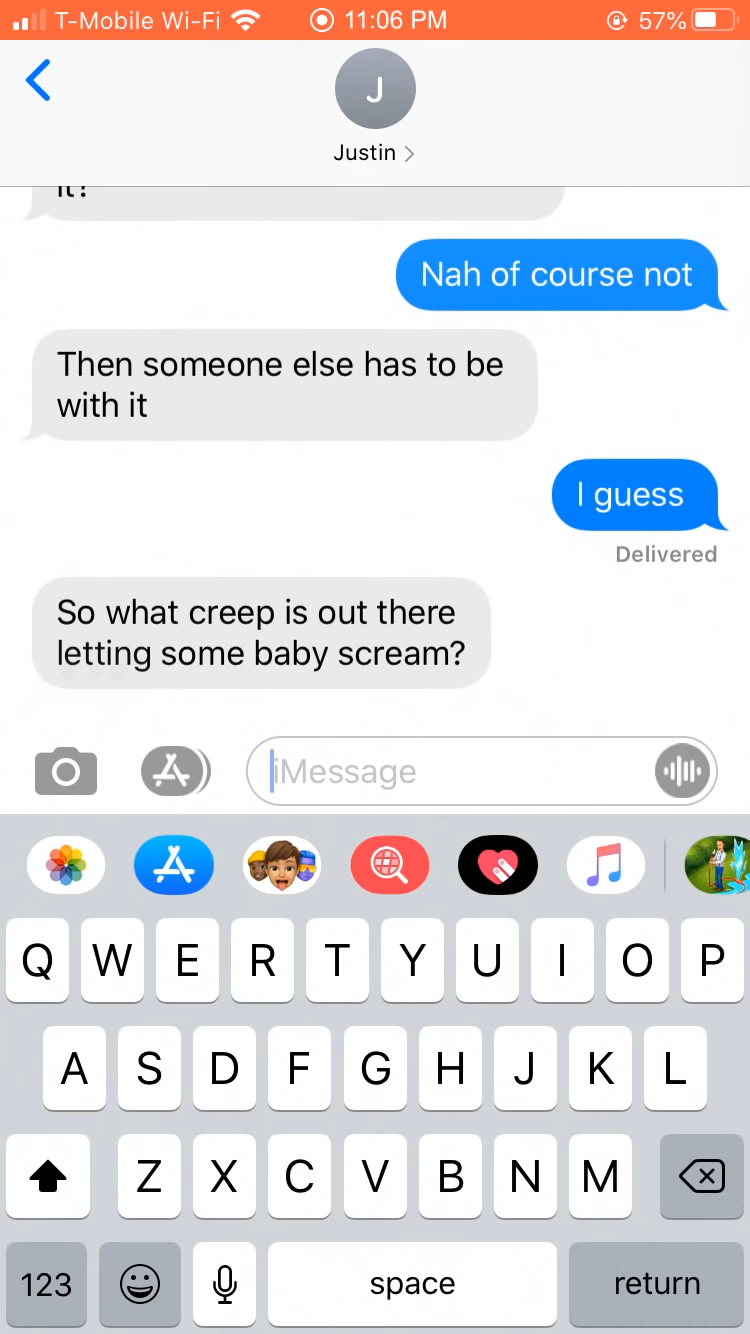 T-Mobile Wi-Fi 11:06 PM 57%
J
Justin
it?
Nah of course not
Then someone else has to be
with it
I guess
Delivered
So what creep is out there
letting some baby scream?
iMessage
Q W E R T Y U I O P
A S D F G H J K L
Z X C V B N M
123 space return